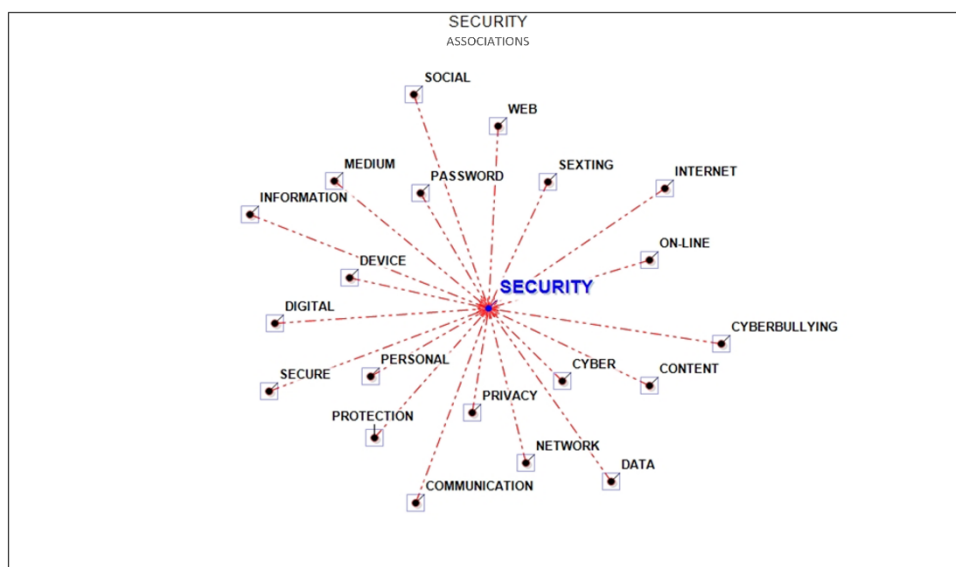 SECURITY
ASSOCIATIONS
SOCIAL
WEB
MEDIUM
PASSWORD
SEXTING
INTERNET
INFORMATION
ON-LINE
DEVICE
SECURITY
DIGITAL
CYBERBULLYING
PERSONAL
CYBER
CONTENT
SECURE
PRIVACY
PROTECTION
NETWORK
DATA
COMMUNICATION